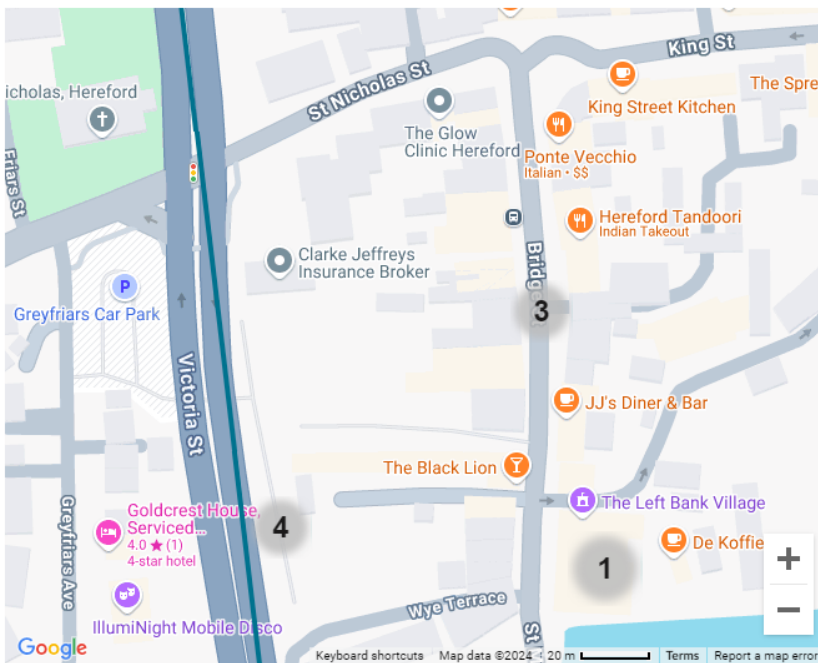 King St
St Nicholas St
The Spre
King Street Kitchen
icholas, Hereford
The Glow
Clinic Hereford
Ponte Vecchio
Italian • $$
Friars St
Hereford Tandoori
Indian Takeout
Clarke Jeffreys
Insurance Broker
Bridge
P
Greyfriars Car Park
3
Victoria St
JJ's Diner & Bar
The Black Lion
The Left Bank Village
Goldcrest House,
Serviced...
4.0 ★ (1)
4-star hotel
4
Greyfriars Ave
De Koffie
1
+
−
Wye Terrace
St
IllumiNight Mobile Disco
Google
Keyboard shortcuts
Map data ©2024
20 m
Terms
Report a map error